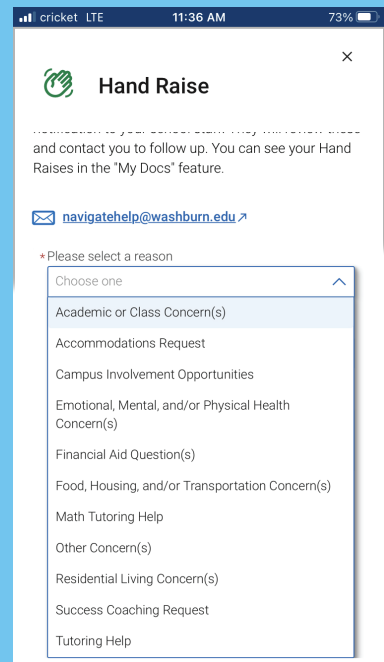 cricket LTE 11:36 AM 73%
Hand Raise
and contact you to follow up. You can see your Hand
Raises in the "My Docs" feature.
navigatehelp@washburn.edu
*Please select a reason
Choose one
Academic or Class Concern(s)
Accommodations Request
Campus Involvement Opportunities
Emotional, Mental, and/or Physical Health
Concern(s)
Financial Aid Question(s)
Food, Housing, and/or Transportation Concern(s)
Math Tutoring Help
Other Concern(s)
Residential Living Concern(s)
Success Coaching Request
Tutoring Help